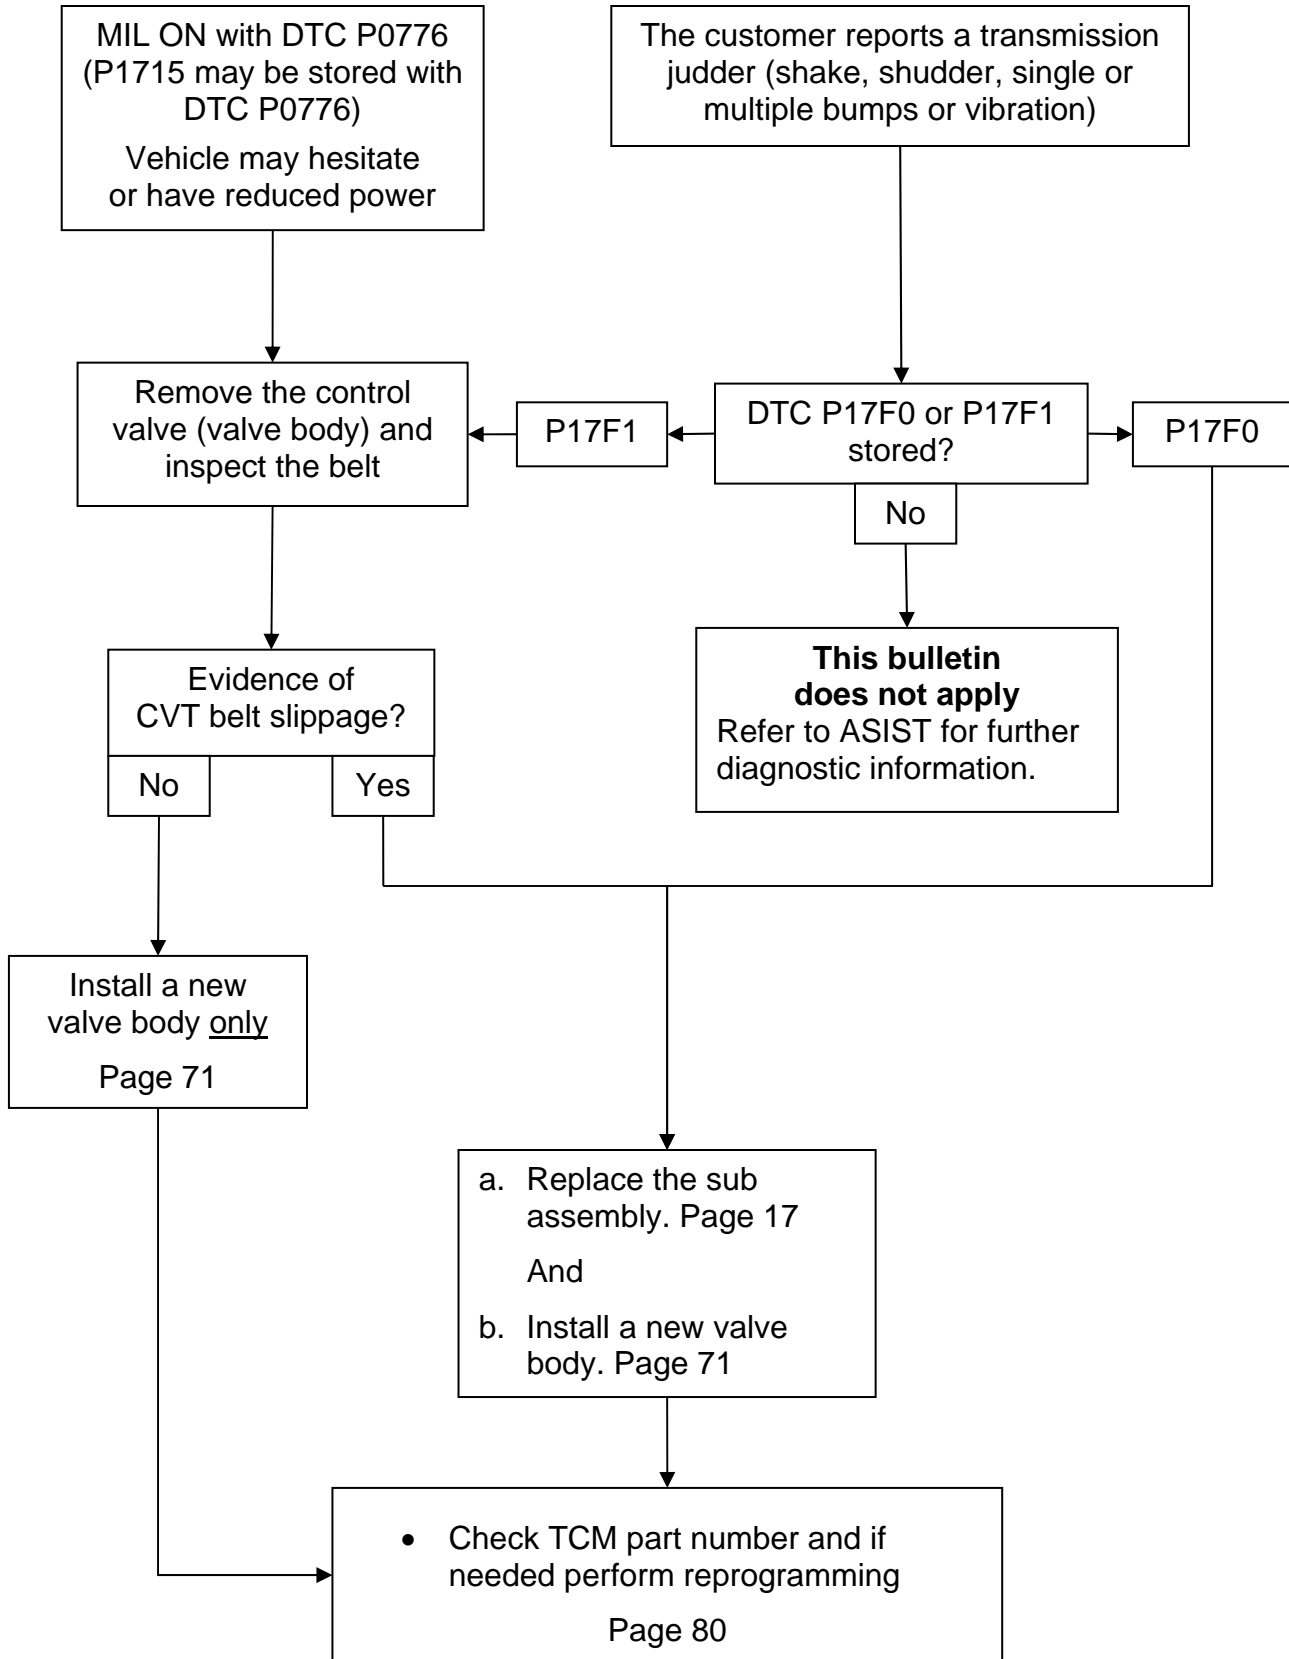 MIL ON with DTC P0776
(P1715 may be stored with
DTC P0776)
Vehicle may hesitate
or have reduced power
The customer reports a transmission
judder (shake, shudder, single or
multiple bumps or vibration)
Remove the control
valve (valve body) and
inspect the belt
P17F1
DTC P17F0 or P17F1
stored?
P17F0
No
This bulletin
does not apply
Refer to ASIST for further
diagnostic information.
Evidence of
CVT belt slippage?
No
Yes
Install a new
valve body only
Page 71
a. Replace the sub
assembly. Page 17
And
b. Install a new valve
body. Page 71
• Check TCM part number and if
needed perform reprogramming
Page 80